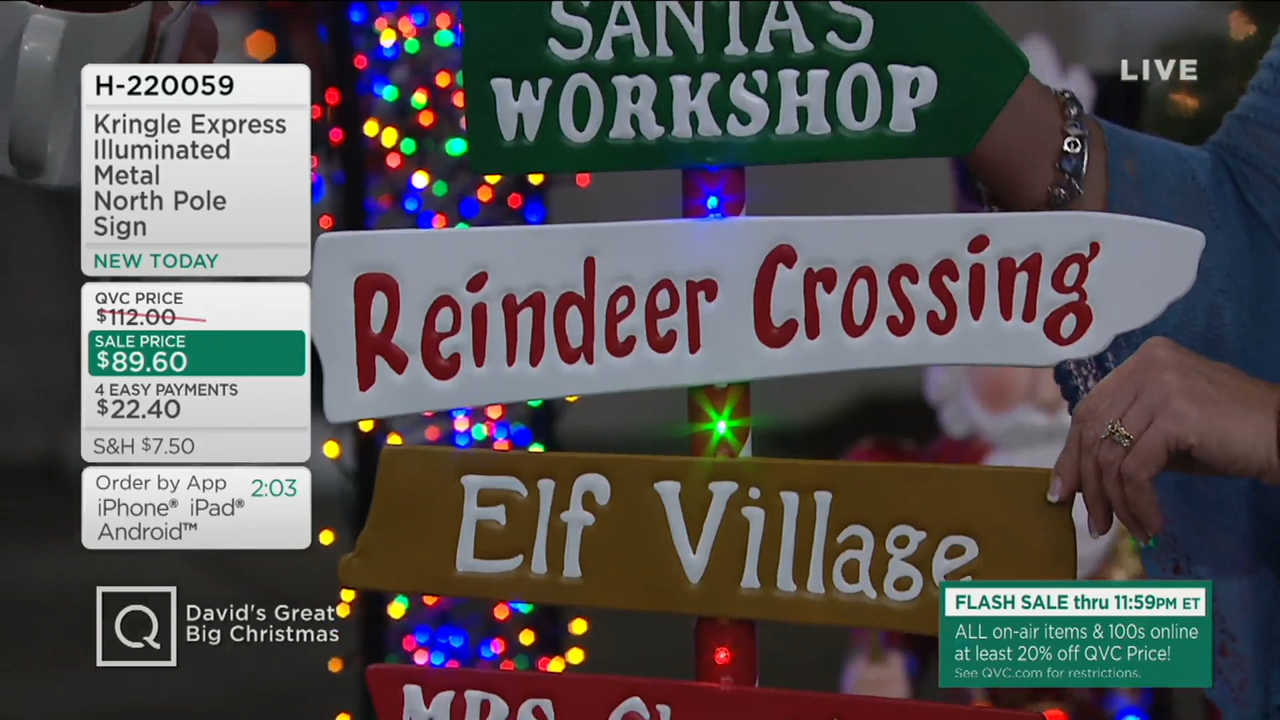 SANTA'S
WORKSHOP
LIVE
H-220059
Kringle Express
Illuminated
Metal
North Pole
Sign
NEW TODAY
Reindeer Crossing
QVC PRICE
$112.00
SALE PRICE
$89.60
4 EASY PAYMENTS
$22.40
S&H $7.50
Order by App 2:03
iPhone® iPad®
Android™
Elf Village
Q
David's Great
Big Christmas
FLASH SALE thru 11:59PM ET
ALL on-air items & 100s online
at least 20% off QVC Price!
See QVC.com for restrictions.
MRS.